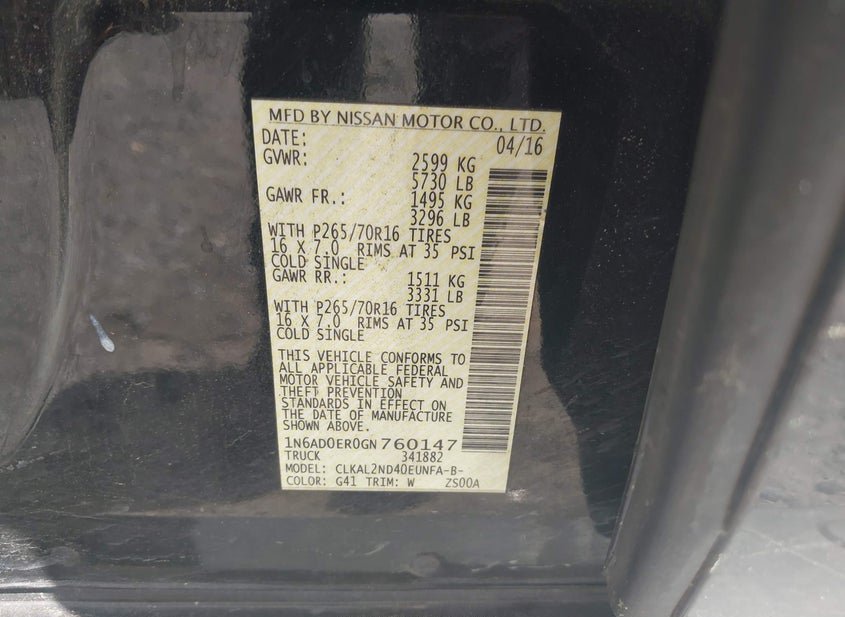 MFD BY NISSAN MOTOR CO., LTD.
DATE: 04/16
GVWR: 2599 KG
5730 LB
GAWR FR.: 1495 KG
3296 LB
WITH P265/70R16 TIRES
16 X 7.0 RIMS AT 35 PSI
COLD SINGLE
GAWR RR.: 1511 KG
3331 LB
WITH P265/70R16 TIRES
16 X 7.0 RIMS AT 35 PSI
COLD SINGLE
THIS VEHICLE CONFORMS TO
ALL APPLICABLE FEDERAL
MOTOR VEHICLE SAFETY AND
THEFT PREVENTION
STANDARDS IN EFFECT ON
THE DATE OF MANUFACTURE
SHOWN ABOVE.
1N6AD0ER0GN760147
TRUCK 341882
MODEL: CLKAL2ND40EUNFA-B-
COLOR: G41 TRIM: W ZS00A